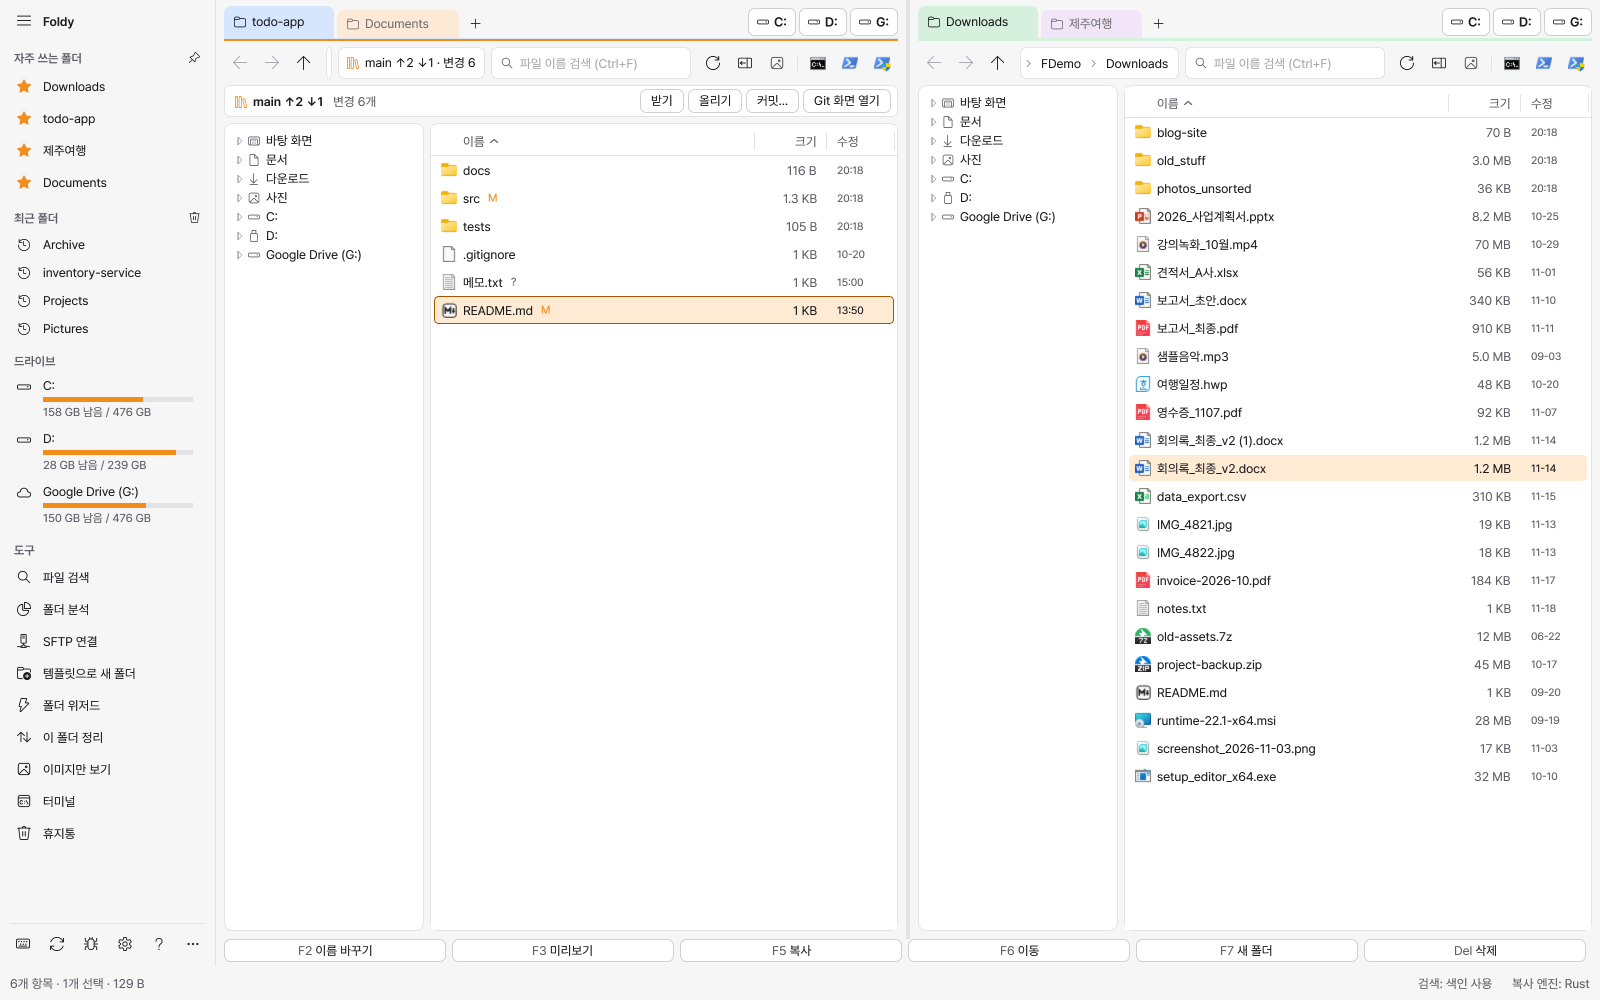 Foldy
자주 쓰는 폴더
Downloads
todo-app
제주여행
Documents
최근 폴더
Archive
inventory-service
Projects
Pictures
드라이브
C:
158 GB 남음 / 476 GB
D:
28 GB 남음 / 239 GB
Google Drive (G:)
150 GB 남음 / 476 GB
도구
파일 검색
폴더 분석
SFTP 연결
템플릿으로 새 폴더
폴더 위저드
이 폴더 정리
이미지만 보기
터미널
휴지통
todo-app Documents C: D: G:
main ↑2 ↓1 · 변경 6 파일 이름 검색 (Ctrl+F)
main ↑2 ↓1 변경 6개 받기 올리기 커밋... Git 화면 열기
바탕 화면
문서
다운로드
사진
C:
D:
Google Drive (G:)
이름 크기 수정
docs 116 B 20:18
src M 1.3 KB 20:18
tests 105 B 20:18
.gitignore 1 KB 10-20
메모.txt ? 1 KB 15:00
README.md M 1 KB 13:50
Downloads 제주여행 C: D: G:
FDemo Downloads 파일 이름 검색 (Ctrl+F)
바탕 화면
문서
다운로드
사진
C:
D:
Google Drive (G:)
이름 크기 수정
blog-site 70 B 20:18
old_stuff 3.0 MB 20:18
photos_unsorted 36 KB 20:18
2026_사업계획서.pptx 8.2 MB 10-25
강의녹화_10월.mp4 70 MB 10-29
견적서_A사.xlsx 56 KB 11-01
보고서_초안.docx 340 KB 11-10
보고서_최종.pdf 910 KB 11-11
샘플음악.mp3 5.0 MB 09-03
여행일정.hwp 48 KB 10-20
영수증_1107.pdf 92 KB 11-07
회의록_최종_v2 (1).docx 1.2 MB 11-14
회의록_최종_v2.docx 1.2 MB 11-14
data_export.csv 310 KB 11-15
IMG_4821.jpg 19 KB 11-13
IMG_4822.jpg 18 KB 11-13
invoice-2026-10.pdf 184 KB 11-17
notes.txt 1 KB 11-18
old-assets.7z 12 MB 06-22
project-backup.zip 45 MB 10-17
README.md 1 KB 09-20
runtime-22.1-x64.msi 28 MB 09-19
screenshot_2026-11-03.png 17 KB 11-03
setup_editor_x64.exe 32 MB 10-10
F2 이름 바꾸기 F3 미리보기 F5 복사 F6 이동 F7 새 폴더 Del 삭제
6개 항목 · 1개 선택 · 129 B 검색: 색인 사용 복사 엔진: Rust